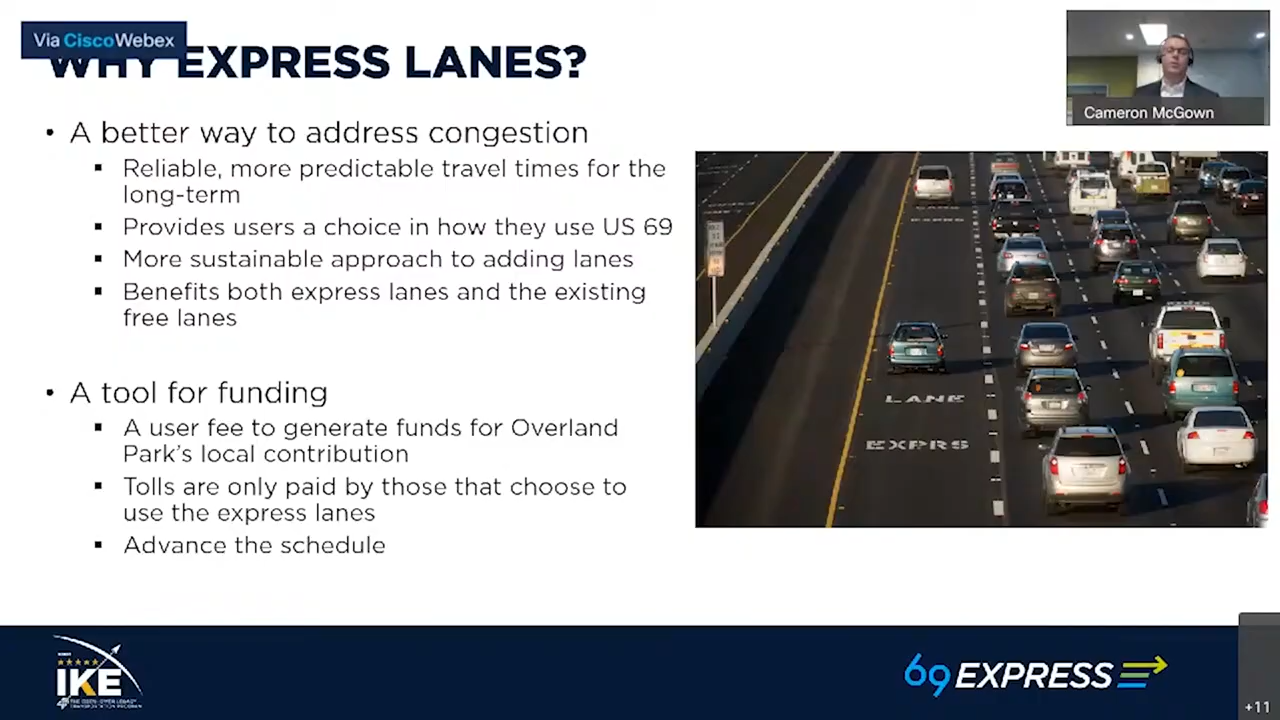 Via CiscoWebex
WHY EXPRESS LANES?
Cameron McGown
• A better way to address congestion
▪ Reliable, more predictable travel times for the
long-term
▪ Provides users a choice in how they use US 69
▪ More sustainable approach to adding lanes
▪ Benefits both express lanes and the existing
free lanes
• A tool for funding
▪ A user fee to generate funds for Overland
Park's local contribution
▪ Tolls are only paid by those that choose to
use the express lanes
▪ Advance the schedule
LANE
EXPRS
IKE
69EXPRESS
+11